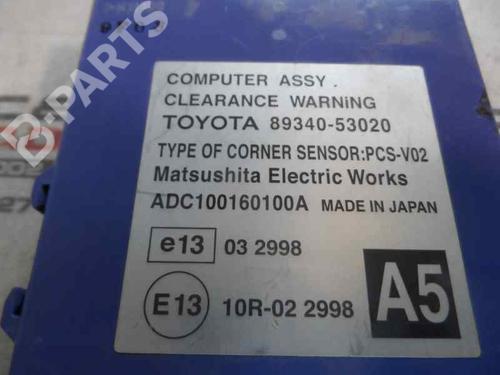 B-PARTS
COMPUTER ASSY .
CLEARANCE WARNiNG
TOYOTA 89340-53020
TYPE OF CORNER SENSOR:PCS-V02
Matsushita Electric Works
ADC100160100A MADE IN JAPAN
e13 03 2998
E13 10R-02 2998
A5